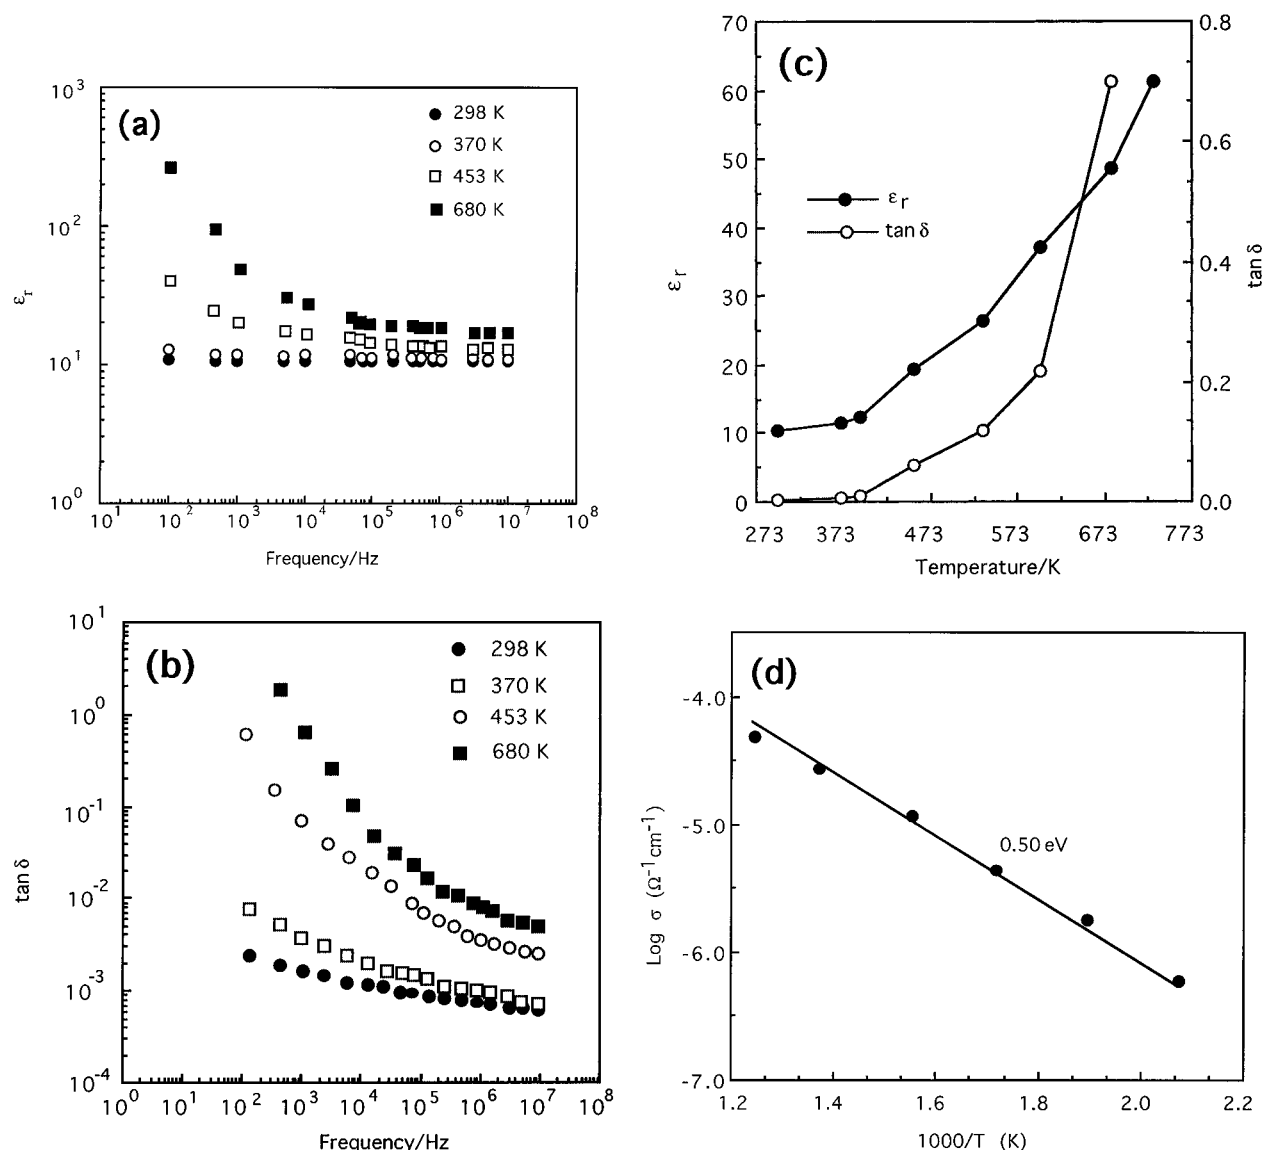 (a)
10³
10²
10¹
10⁰
εr
298 K
370 K
453 K
680 K
10¹ 10² 10³ 10⁴ 10⁵ 10⁶ 10⁷ 10⁸
Frequency/Hz
(c)
70
60
50
40
30
20
10
0
εr
εr
tan δ
0.8
0.6
0.4
0.2
0.0
tan δ
273 373 473 573 673 773
Temperature/K
(b)
10¹
10⁰
10⁻¹
10⁻²
10⁻³
10⁻⁴
tan δ
298 K
370 K
453 K
680 K
10⁰ 10¹ 10² 10³ 10⁴ 10⁵ 10⁶ 10⁷ 10⁸
Frequency/Hz
(d)
-4.0
-5.0
-6.0
-7.0
Log σ (Ω⁻¹cm⁻¹)
0.50 eV
1.2 1.4 1.6 1.8 2.0 2.2
1000/T (K)